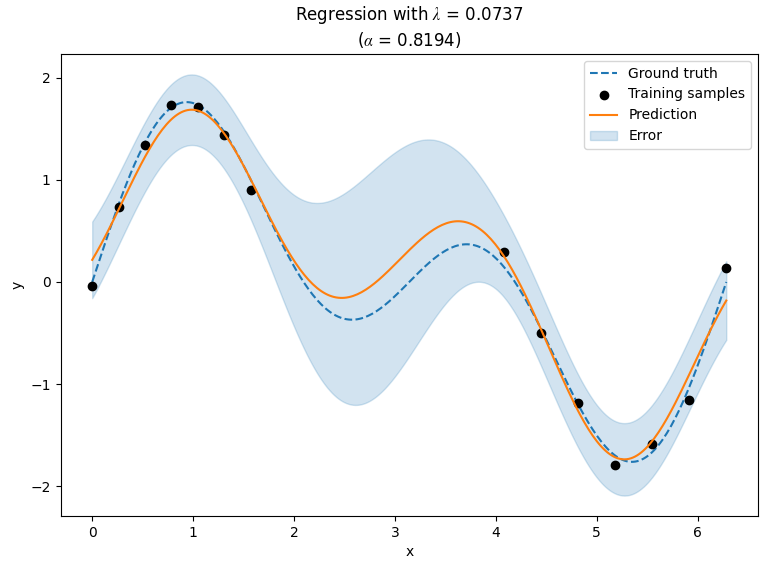 Regression with λ = 0.0737
(α = 0.8194)
Ground truth
Training samples
Prediction
Error
2
1
0
−1
−2
y
0 1 2 3 4 5 6
x